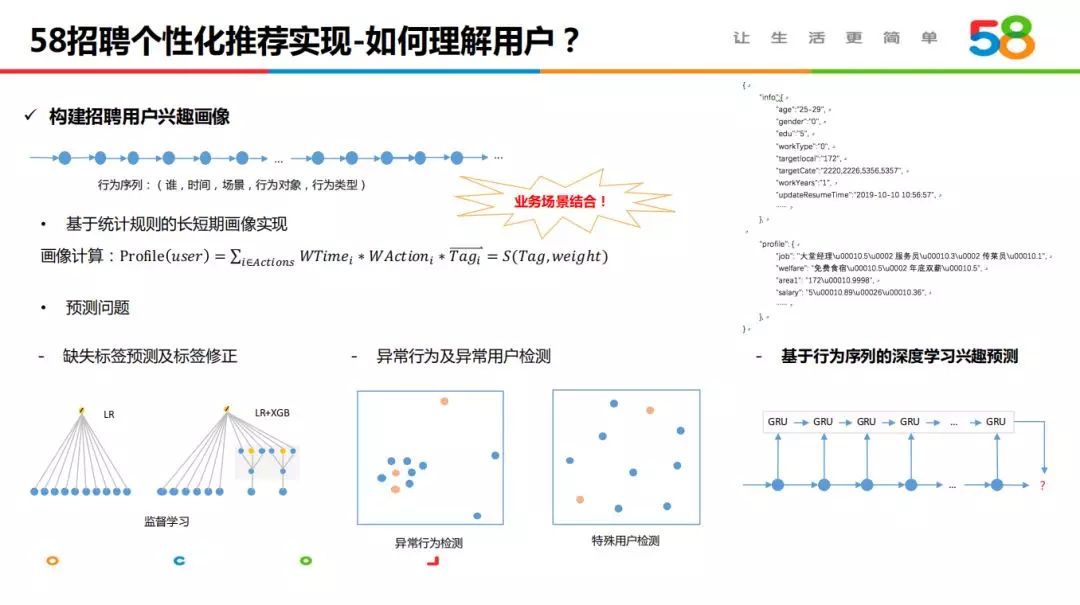 58招聘个性化推荐实现-如何理解用户？
让 生 活 更 简 单
58
✓ 构建招聘用户兴趣画像
...
...
行为序列：（谁，时间，场景，行为对象，行为类型）
业务场景结合！
• 基于统计规则的长短期画像实现
画像计算：Profile(user) = ∑i∈Actions WTimei * WActioni * Tagi = S(Tag, weight)
• 预测问题
- 缺失标签预测及标签修正
LR
LR+XGB
监督学习
- 异常行为及异常用户检测
异常行为检测
特殊用户检测
{
"info":{
"age":"25-29",
"gender":"0",
"edu":"5",
"workType":"0",
"targetlocal":"172",
"targetCate":"2220,2226,5356,5357",
"workYears":"1",
"updateResumeTime":"2019-10-10 10:56:57",
......
},
"profile": {
"job": "大堂经理\u00010.5\u0002 服务员\u00010.3\u0002 传菜员\u00010.1",
"welfare": "免费食宿\u00010.5\u0002 年底双薪\u00010.5",
"area1": "172\u00010.9998",
"salary": "5\u00010.89\u00026\u00010.36",
......
},
}
- 基于行为序列的深度学习兴趣预测
GRU GRU GRU GRU ... GRU
... ?